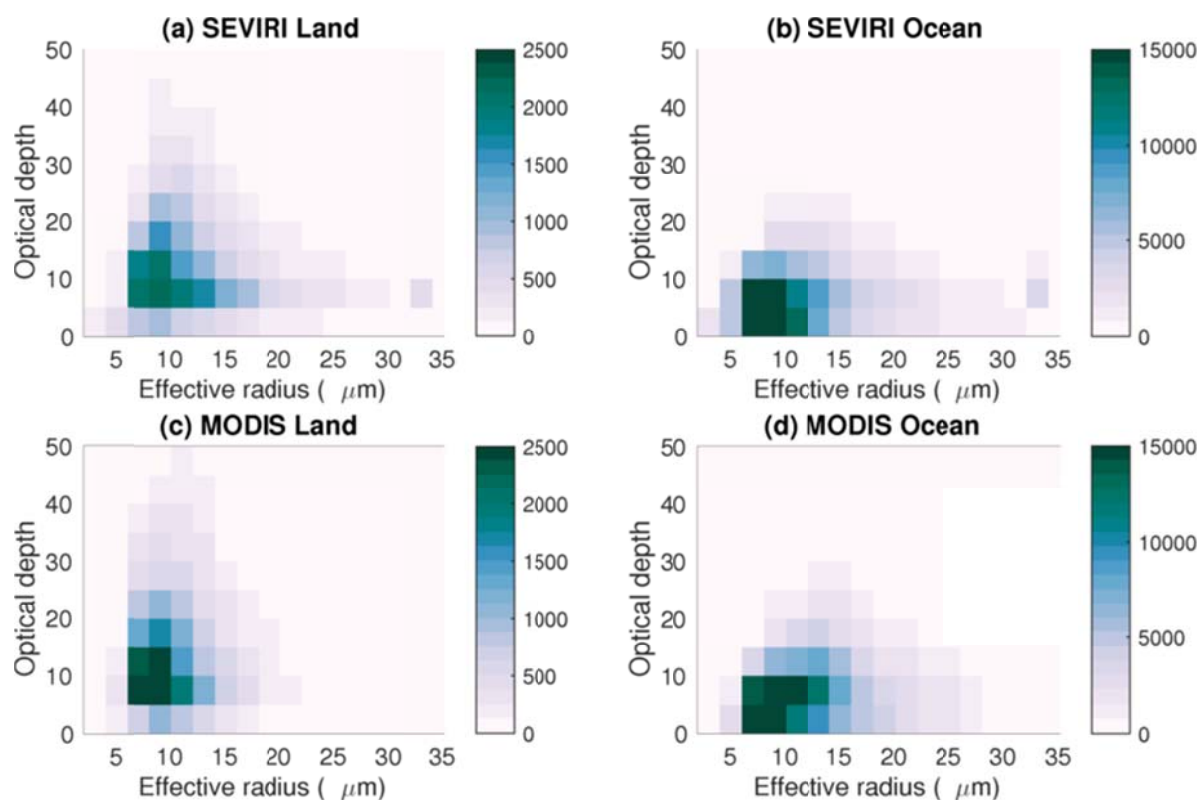 (a) SEVIRI Land
50
40
30
20
10
0
Optical depth
5 10 15 20 25 30 35
Effective radius ( μm)
2500
2000
1500
1000
500
0
(b) SEVIRI Ocean
50
40
30
20
10
0
Optical depth
5 10 15 20 25 30 35
Effective radius ( μm)
15000
10000
5000
0
(c) MODIS Land
50
40
30
20
10
0
Optical depth
5 10 15 20 25 30 35
Effective radius ( μm)
2500
2000
1500
1000
500
0
(d) MODIS Ocean
50
40
30
20
10
0
Optical depth
5 10 15 20 25 30 35
Effective radius ( μm)
15000
10000
5000
0